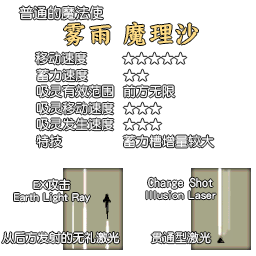 普通的魔法使
雾雨 魔理沙
移动速度 ☆☆☆☆☆
蓄力速度 ☆☆
吸灵有效范围 前方无限
吸灵移动速度 ☆☆☆
吸灵发生速度 ☆☆☆
特技 蓄力槽增量较大
EX攻击
Earth Light Ray
从后方发射的无礼激光
Charge Shot
Illusion Laser
贯通型激光